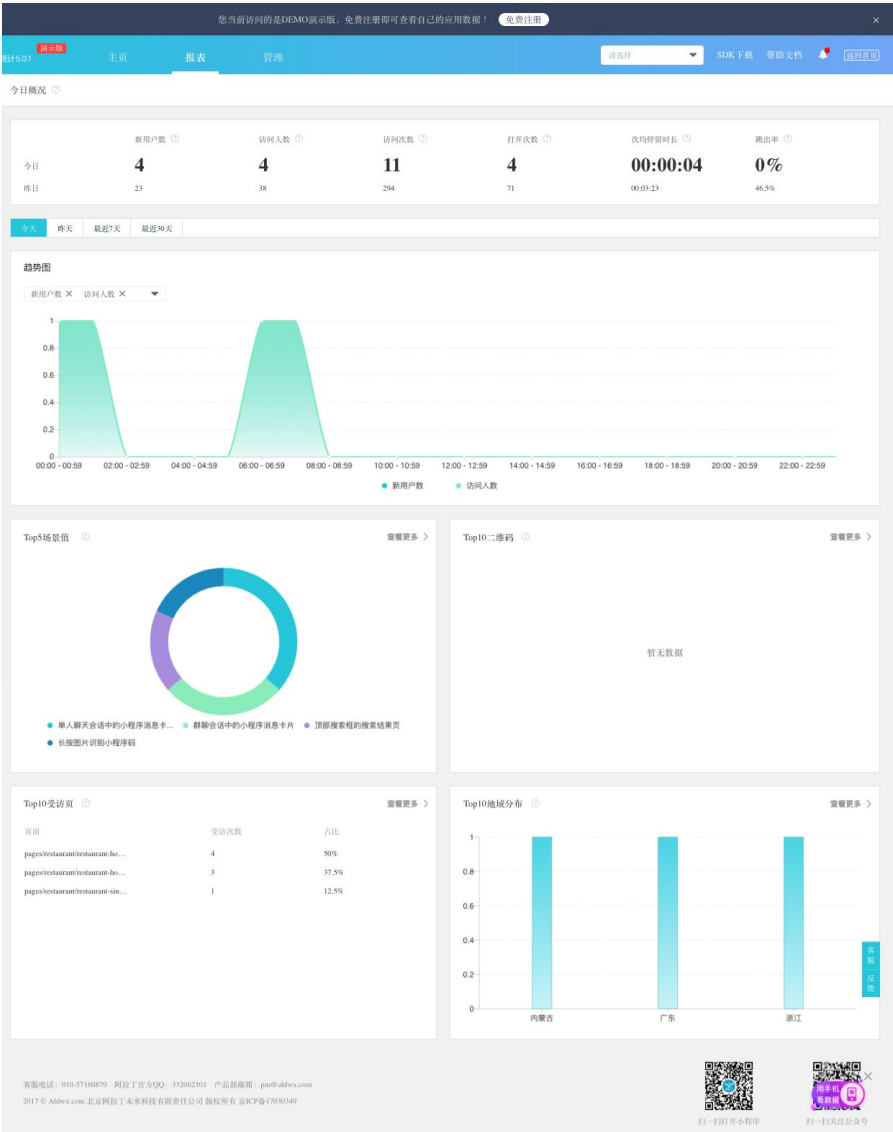 您当前访问的是DEMO演示版，免费注册即可查看自己的应用数据！ 免费注册 ×
统计5.0.1 演示版 主页 报表 管理 请选择 SDK下载 帮助文档 返回首页
今日概况
新用户数 访问人数 访问次数 打开次数 次均停留时长 跳出率
今日 4 4 11 4 00:00:04 0%
昨日 23 38 294 71 00:03:23 46.5%
今天 昨天 最近7天 最近30天
趋势图
新用户数 × 访问人数 ×
1
0.8
0.6
0.4
0.2
0
00:00 - 00:59 02:00 - 02:59 04:00 - 04:59 06:00 - 06:59 08:00 - 08:59 10:00 - 10:59 12:00 - 12:59 14:00 - 14:59 16:00 - 16:59 18:00 - 18:59 20:00 - 20:59 22:00 - 22:59
新用户数 访问人数
Top5场景值 查看更多
单人聊天会话中的小程序消息卡... 群聊会话中的小程序消息卡片 顶部搜索框的搜索结果页
长按图片识别小程序码
Top10二维码 查看更多
暂无数据
Top10受访页 查看更多
页面 受访次数 占比
pages/restaurant/restaurant-ho... 4 50%
pages/restaurant/restaurant-ho... 3 37.5%
pages/restaurant/restaurant-sin... 1 12.5%
Top10地域分布 查看更多
1
0.8
0.6
0.4
0.2
0
内蒙古 广东 浙江
客服
反馈
客服电话：010-57160870 阿拉丁官方QQ：332062101 产品部邮箱：pm@aldwx.com
2017 © Aldwx.com 北京阿拉丁未来科技有限责任公司 版权所有 京ICP备17030349
用手机
看数据
扫一扫打开小程序 扫一扫关注公众号